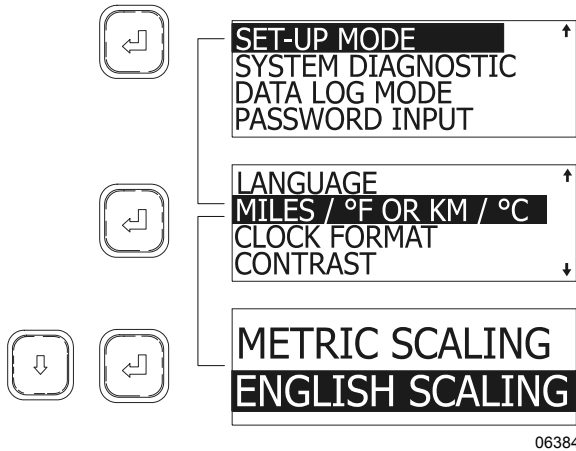 SET-UP MODE
SYSTEM DIAGNOSTIC
DATA LOG MODE
PASSWORD INPUT
LANGUAGE
MILES / °F OR KM / °C
CLOCK FORMAT
CONTRAST
METRIC SCALING
ENGLISH SCALING
06384